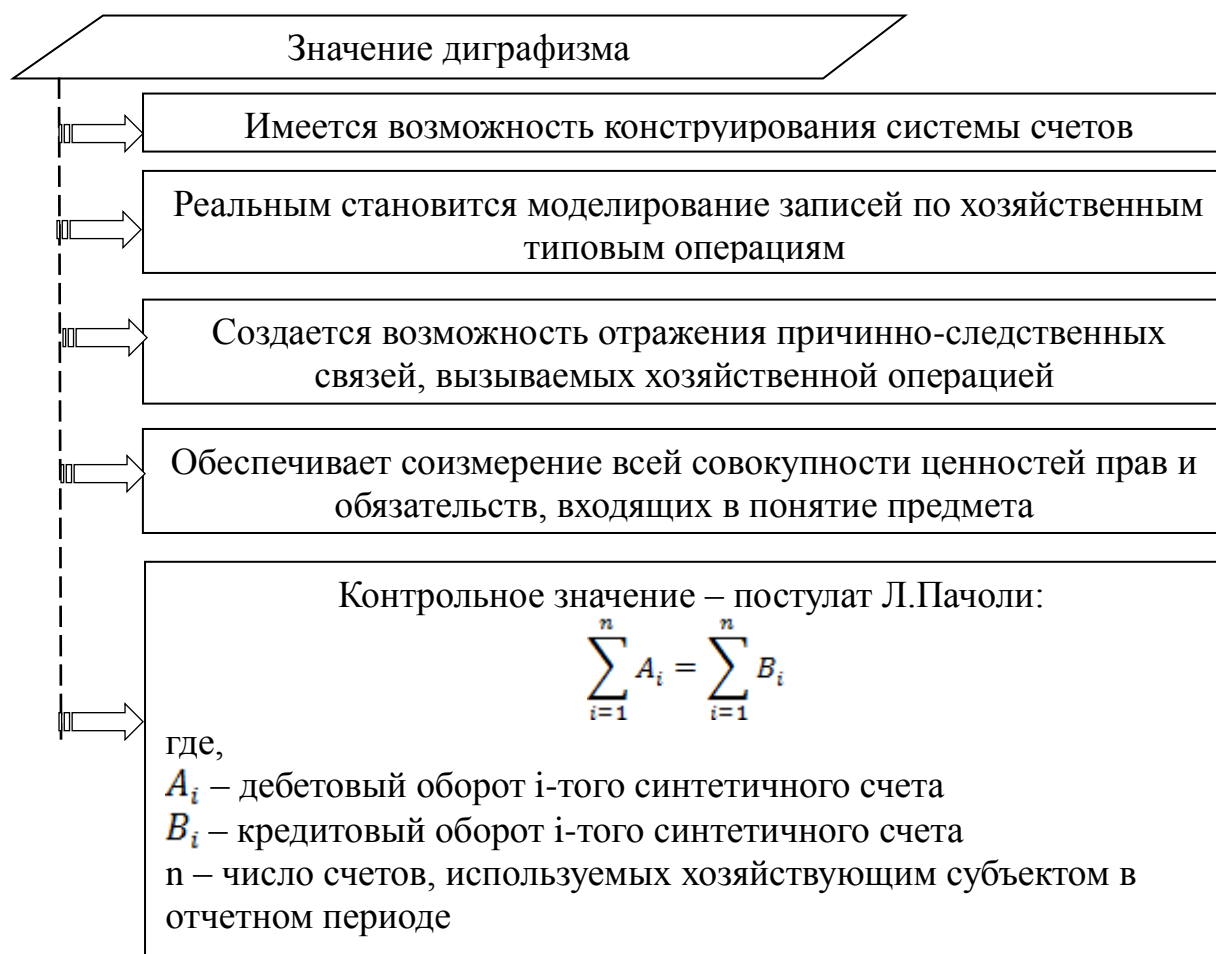 Значение диграфизма
Имеется возможность конструирования системы счетов
Реальным становится моделирование записей по хозяйственным
типовым операциям
Создается возможность отражения причинно-следственных
связей, вызываемых хозяйственной операцией
Обеспечивает соизмерение всей совокупности ценностей прав и
обязательств, входящих в понятие предмета
Контрольное значение – постулат Л.Пачоли:
$\sum_{i=1}^{n} A_i = \sum_{i=1}^{n} B_i$
где,
$A_i$ – дебетовый оборот i-того синтетичного счета
$B_i$ – кредитовый оборот i-того синтетичного счета
n – число счетов, используемых хозяйствующим субъектом в
отчетном периоде